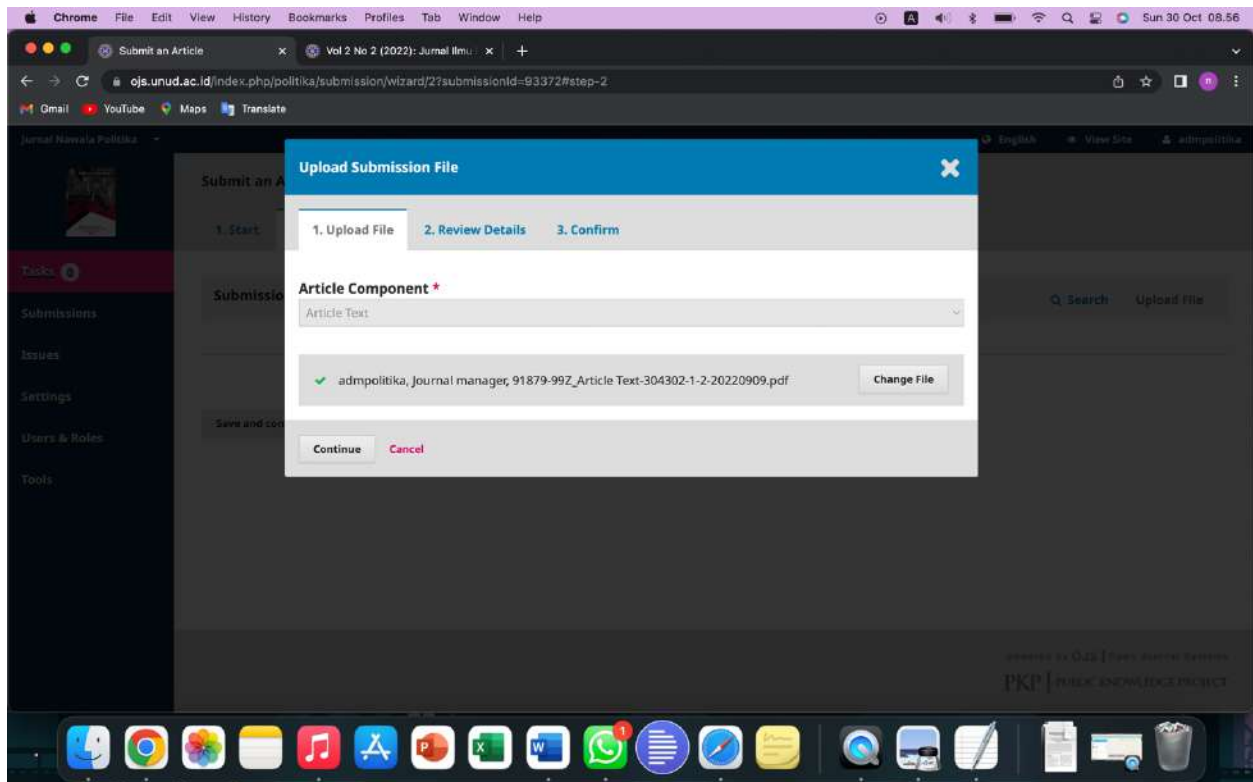 Chrome File Edit View History Bookmarks Profiles Tab Window Help
Sun 30 Oct 08.56
Submit an Article
Vol 2 No 2 (2022): Jurnal Ilmu
ojs.unud.ac.id/index.php/politika/submission/wizard/2?submissionId=93372#step-2
Gmail YouTube Maps Translate
Jurnal Nawala Politika
English View Site admpolitika
Upload Submission File
Submit an A
1. Start
1. Upload File 2. Review Details 3. Confirm
Tasks 0
Article Component *
Submissio
Search Upload File
Article Text
Submissions
Issues
admpolitika, Journal manager, 91879-99Z_Article Text-304302-1-2-20220909.pdf
Change File
Settings
Save and con
Users & Roles
Continue Cancel
Tools
PKP PUBLIC KNOWLEDGE PROJECT
1